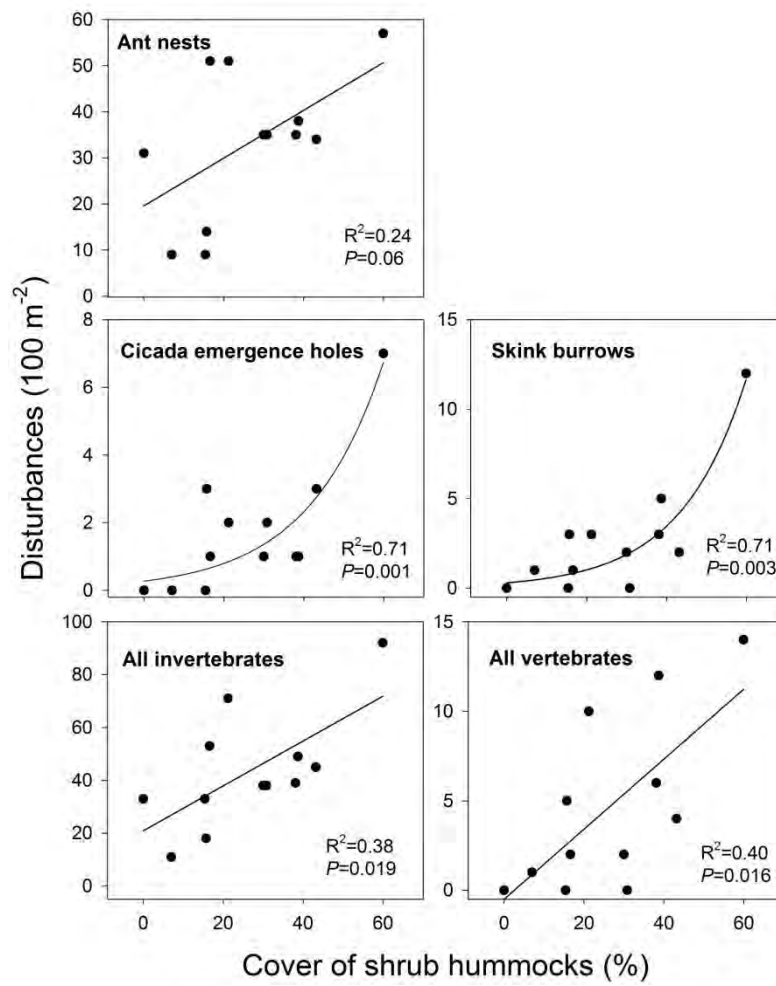 Ant nests
60
50
40
30
20
10
0
R²=0.24
P=0.06
Disturbances (100 m⁻²)
Cicada emergence holes
8
6
4
2
0
R²=0.71
P=0.001
Skink burrows
15
10
5
0
R²=0.71
P=0.003
All invertebrates
100
80
60
40
20
0
R²=0.38
P=0.019
0 20 40 60
All vertebrates
15
10
5
0
R²=0.40
P=0.016
0 20 40 60
Cover of shrub hummocks (%)